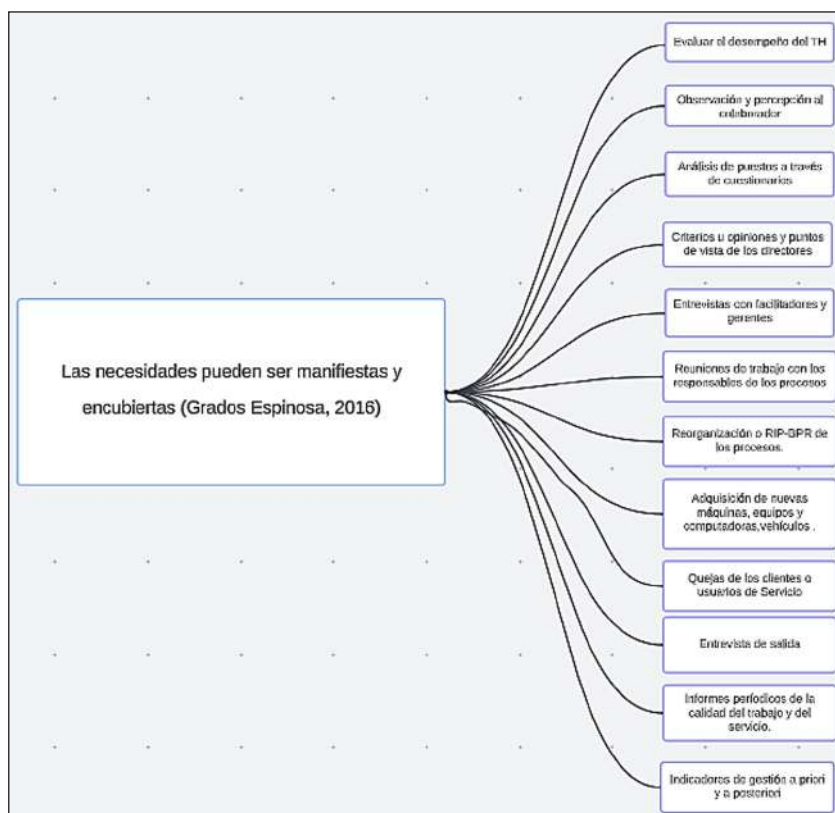 Evaluar el desempeño del TH
Observación y percepción al
colaborador
Análisis de puestos a través
de cuestionarios
Criterios u opiniones y puntos
de vista de los directores
Las necesidades pueden ser manifiestas y
encubiertas (Grados Espinosa, 2016)
Entrevistas con facilitadores y
gerentes
Reuniones de trabajo con los
responsables de los procesos
Reorganización o RIP-BPR de
los procesos.
Adquisición de nuevas
máquinas, equipos y
computadoras,vehículos .
Quejas de los clientes o
usuarios de Servicio
Entrevista de salida
Informes períodicos de la
calidad del trabajo y del
servicio.
Indicadores de gestión a priori
y a posteriori